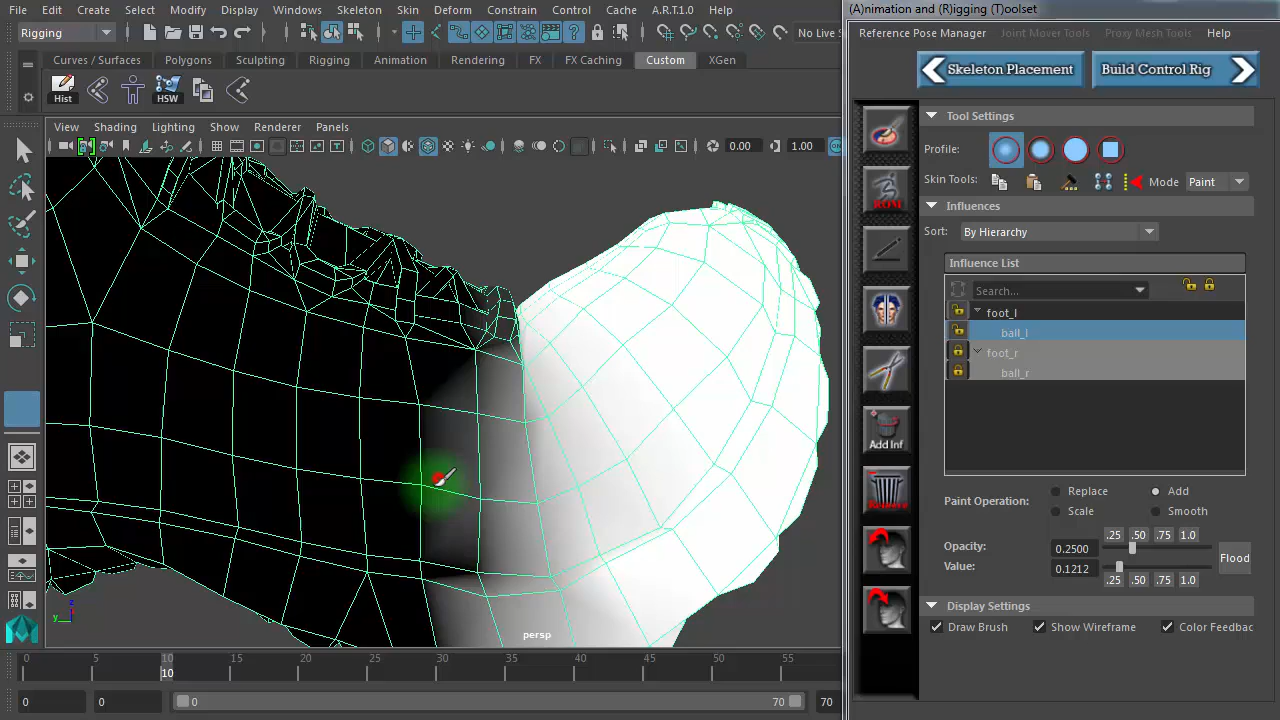 File Edit Create Select Modify Display Windows Skeleton Skin Deform Constrain Control Cache A.R.T.1.0 Help
(A)nimation and (R)igging (T)oolset
Rigging
No Live S
Reference Pose Manager Joint Mover Tools Proxy Mesh Tools Help
Curves / Surfaces Polygons Sculpting Rigging Animation Rendering FX FX Caching Custom XGen
Skeleton Placement Build Control Rig
Hist HSW
View Shading Lighting Show Renderer Panels
0.00 1.00 ON
Tool Settings
Profile:
Skin Tools: Mode Paint
ROM
Influences
Sort: By Hierarchy
Influence List
Search...
foot_l
ball_l
foot_r
ball_r
Add Inf
Remove
Paint Operation: Replace Add
Scale Smooth
.25 .50 .75 1.0
Opacity: 0.2500
Value: 0.1212
Flood
.25 .50 .75 1.0
Display Settings
Draw Brush Show Wireframe Color Feedbac
z
y
persp
0 5 10 15 20 25 30 35 40 45 50 55
10
0 0 0 70 70